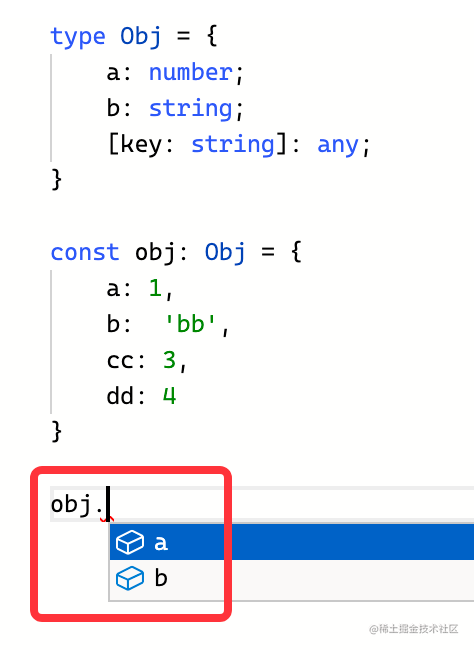 type Obj = {
    a: number;
    b: string;
    [key: string]: any;
}

const obj: Obj = {
    a: 1,
    b:  'bb',
    cc: 3,
    dd: 4
}

obj.
a
b
@稀土掘金技术社区